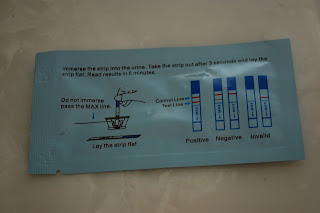 Immerse the strip into the urine. Take the strip out after 3 seconds and lay the
strip flat. Read results in 5 minutes.
Do not immerse
pass the MAX line.
Control Line
Test Line
Lay the strip flat
Positive Negative Invalid